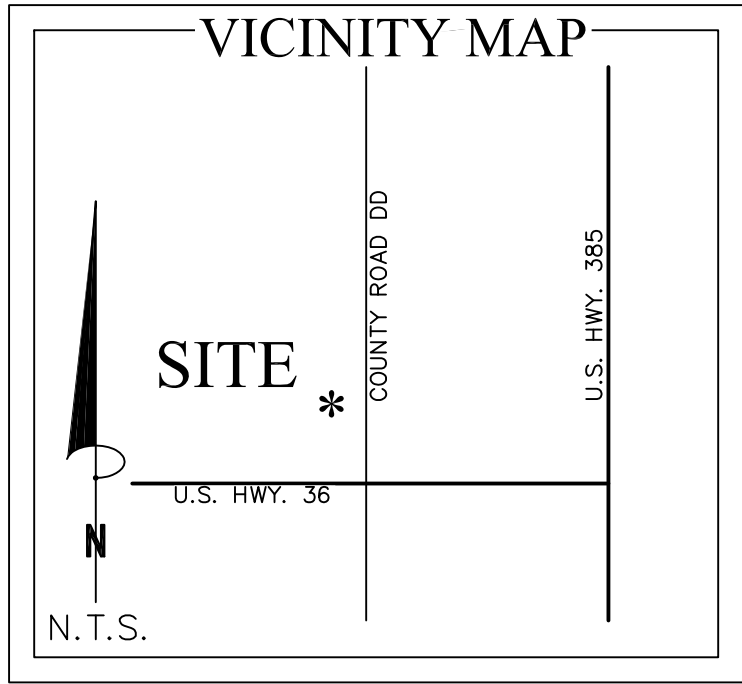 VICINITY MAP
COUNTY ROAD DD
U.S. HWY. 385
SITE *
U.S. HWY. 36
N
N.T.S.